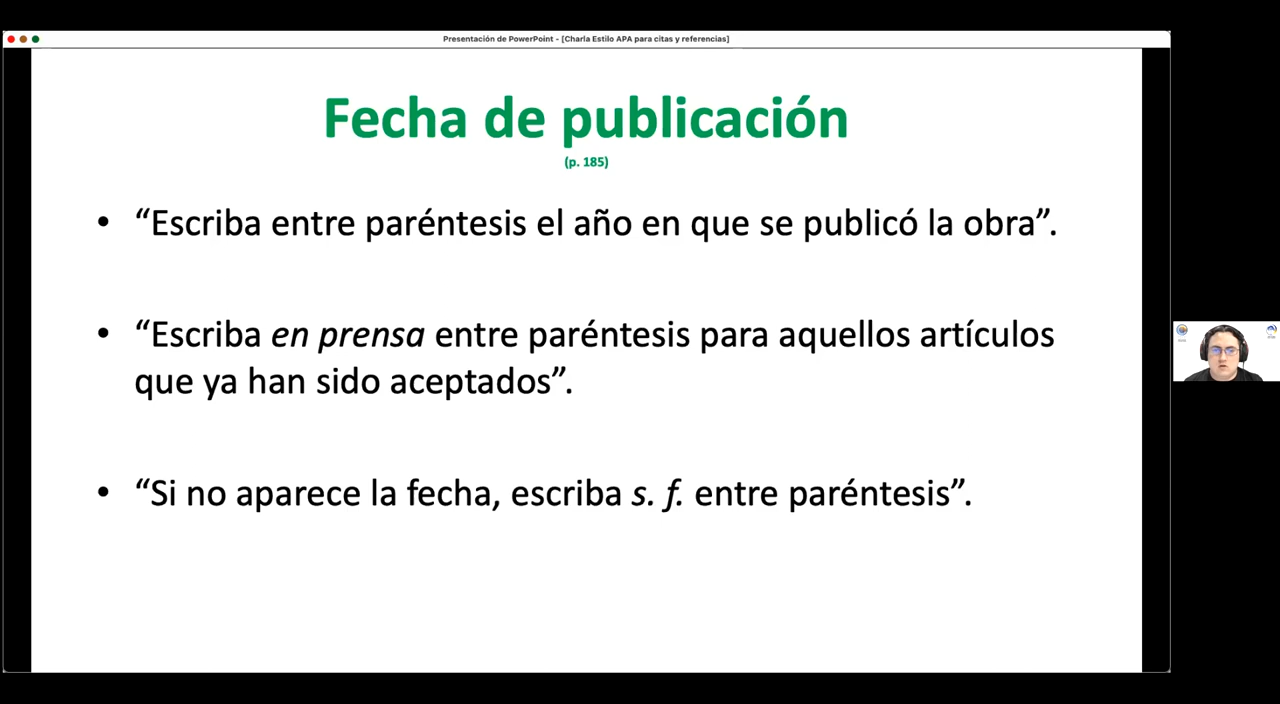 Presentación de PowerPoint - [Charla Estilo APA para citas y referencias]
Fecha de publicación
(p. 185)
• “Escriba entre paréntesis el año en que se publicó la obra”.
• “Escriba en prensa entre paréntesis para aquellos artículos
que ya han sido aceptados”.
• “Si no aparece la fecha, escriba s. f. entre paréntesis”.